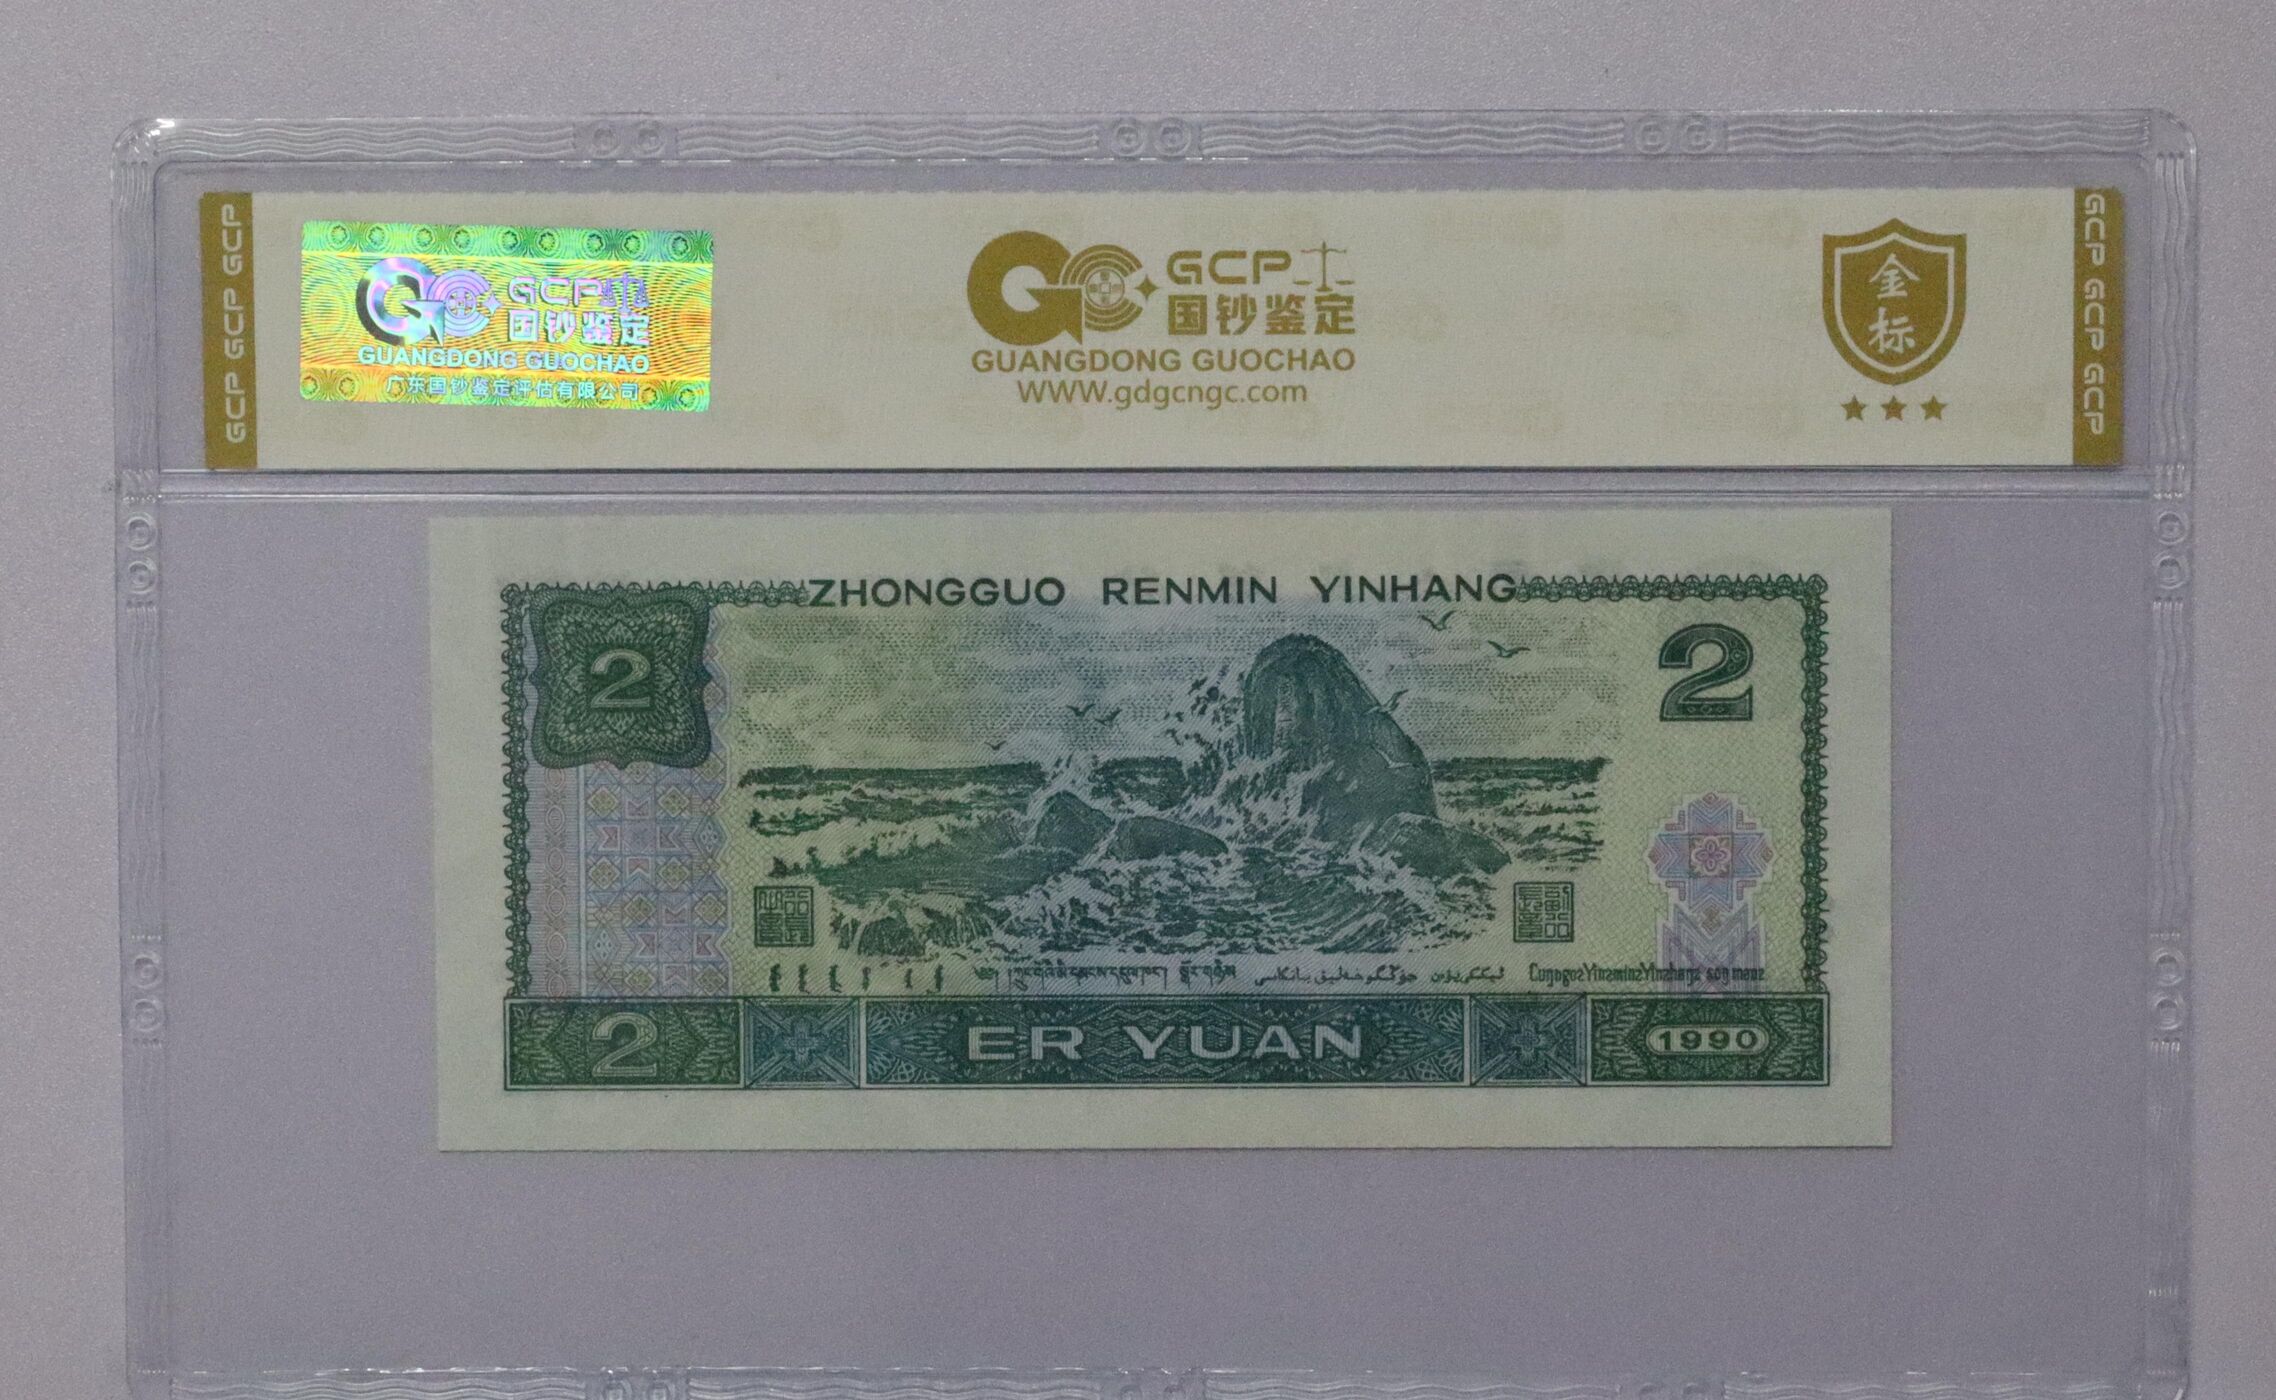 GCP GCP GCP
GCP
国钞鉴定
GUANGDONG GUOCHAO
广东国钞鉴定评估有限公司
GCP
国钞鉴定
GUANGDONG GUOCHAO
WWW.gdgcngc.com
金
标
GCP GCP GCP
ZHONGGUO RENMIN YINHANG
2
2
2
ER YUAN
1990